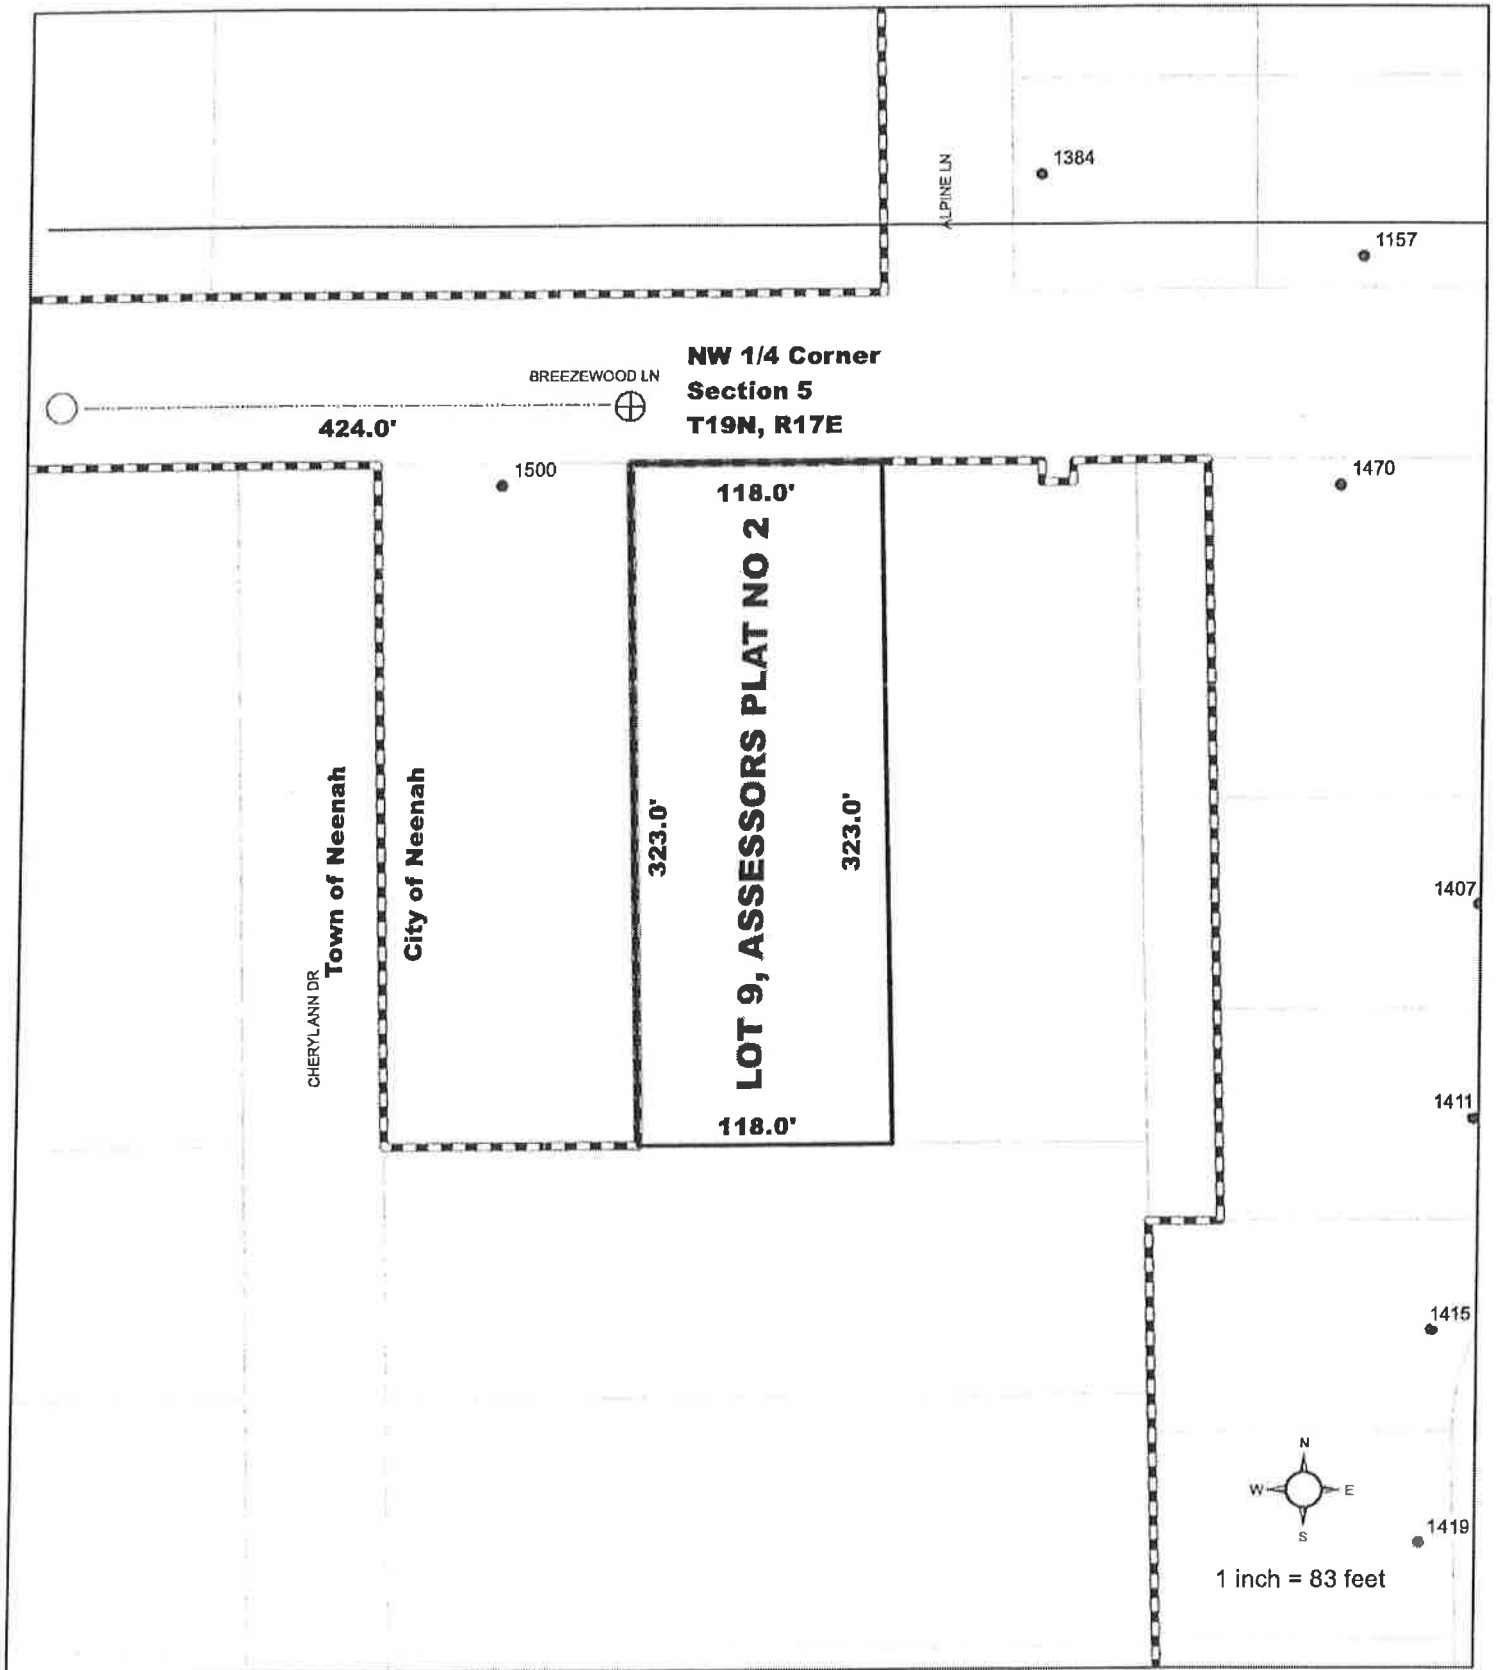 1384
ALPINE LN
1157
NW 1/4 Corner
BREEZEWOOD LN
Section 5
T19N, R17E
424.0'
1500
1470
118.0'
LOT 9, ASSESSORS PLAT NO 2
Town of Neenah
City of Neenah
323.0'
323.0'
1407
CHERYL ANN DR
1411
118.0'
1415
N
W
E
S
1419
1 inch = 83 feet